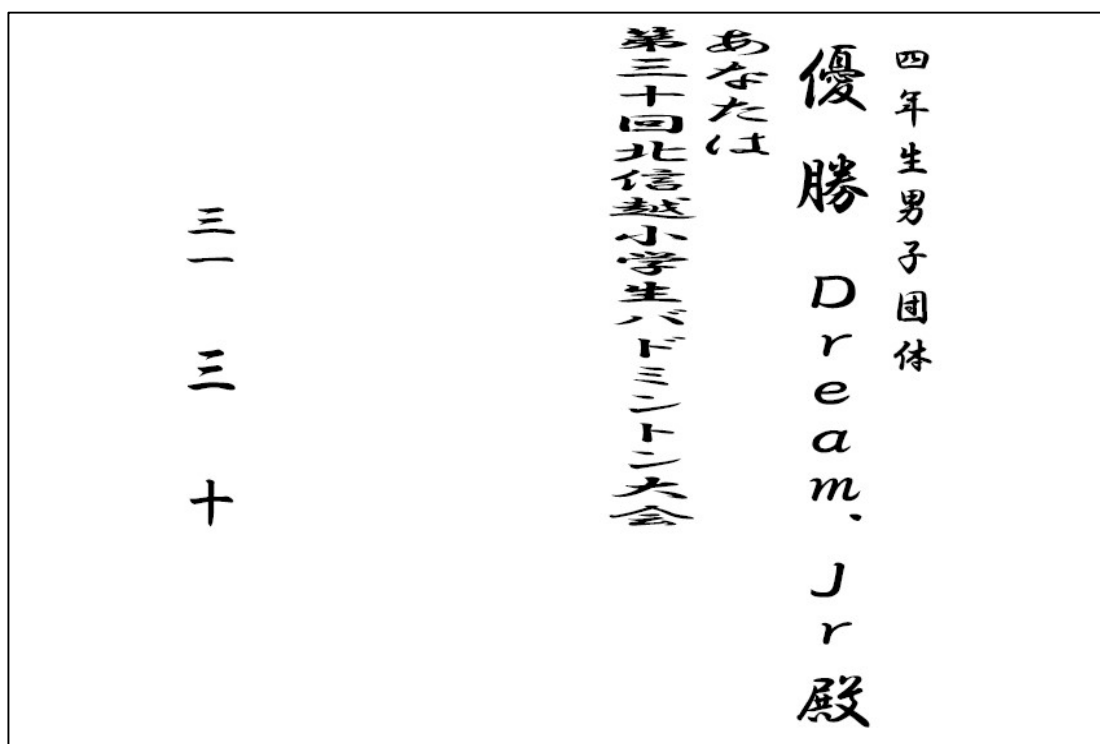 四年生男子団体
優勝 Dream.Jr殿
あなたは
第三十回北信越小学生バドミントン大会
三一 三 十